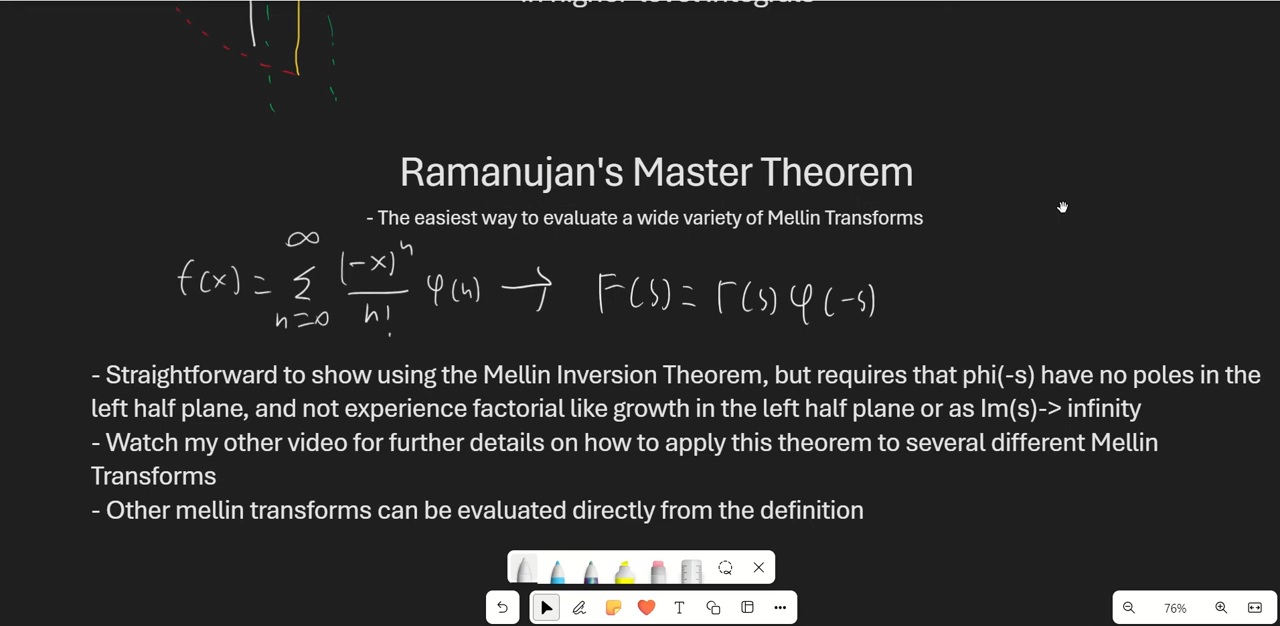 in higher level integrals
Ramanujan's Master Theorem
- The easiest way to evaluate a wide variety of Mellin Transforms
f(x) = ∞ Σ n=0 (-x)^n / n! φ(n) → F(s) = Γ(s) φ(-s)
- Straightforward to show using the Mellin Inversion Theorem, but requires that phi(-s) have no poles in the
left half plane, and not experience factorial like growth in the left half plane or as Im(s)-> infinity
- Watch my other video for further details on how to apply this theorem to several different Mellin
Transforms
- Other mellin transforms can be evaluated directly from the definition
76%